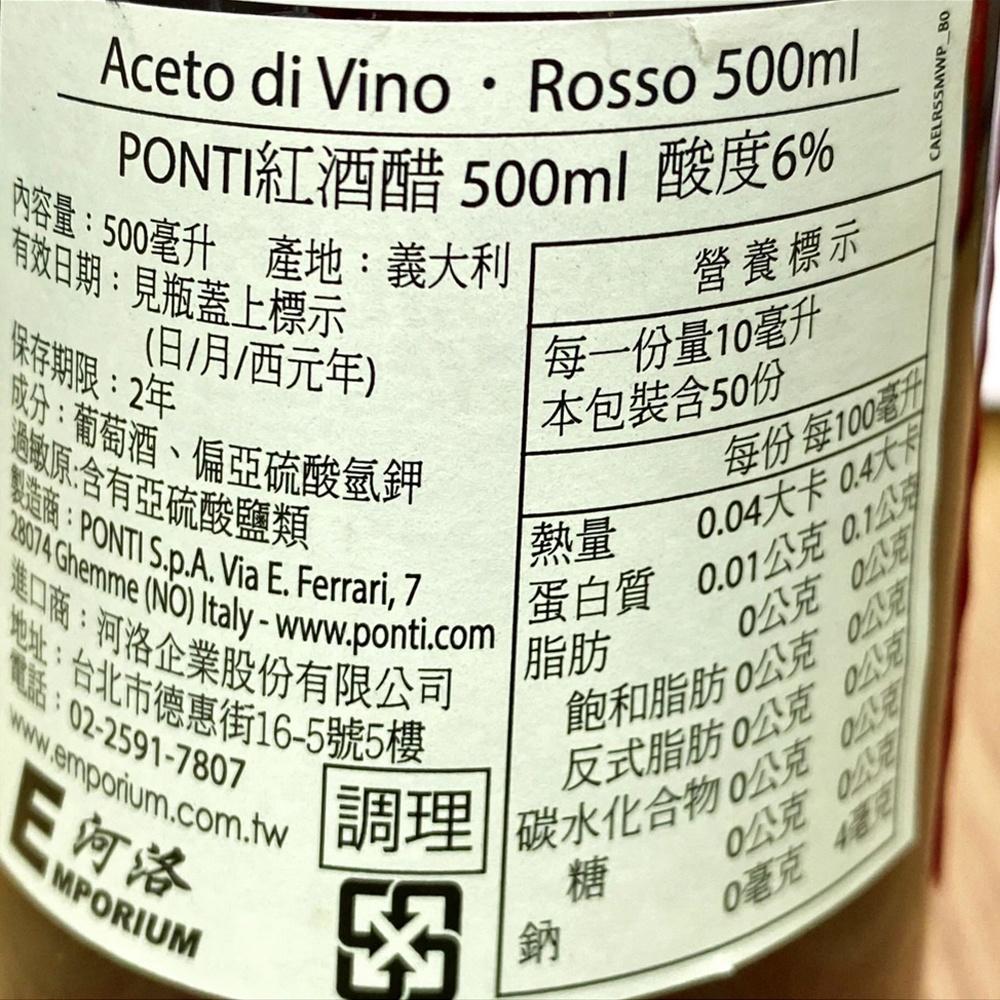 CAELR55MWP_B0
Aceto di Vino・Rosso 500ml
PONTI紅酒醋 500ml 酸度6%
內容量：500毫升 產地：義大利
有效日期：見瓶蓋上標示
(日/月/西元年)
保存期限：2年
成分：葡萄酒、偏亞硫酸氫鉀
過敏原:含有亞硫酸鹽類
製造商：PONTI S.p.A. Via E. Ferrari, 7
28074 Ghemme (NO) Italy - www.ponti.com
進口商：河洛企業股份有限公司
地址：台北市德惠街16-5號5樓
電話：02-2591-7807
www.emporium.com.tw
調理
河洛
EMPORIUM
營養標示
每一份量10毫升
本包裝含50份
每份 每100毫升
熱量 0.04大卡 0.4大卡
蛋白質 0.01公克 0.1公克
脂肪 0公克 0公克
飽和脂肪 0公克 0公克
反式脂肪 0公克 0公克
碳水化合物 0公克 0公克
糖 0公克 0公克
鈉 0毫克 4毫克